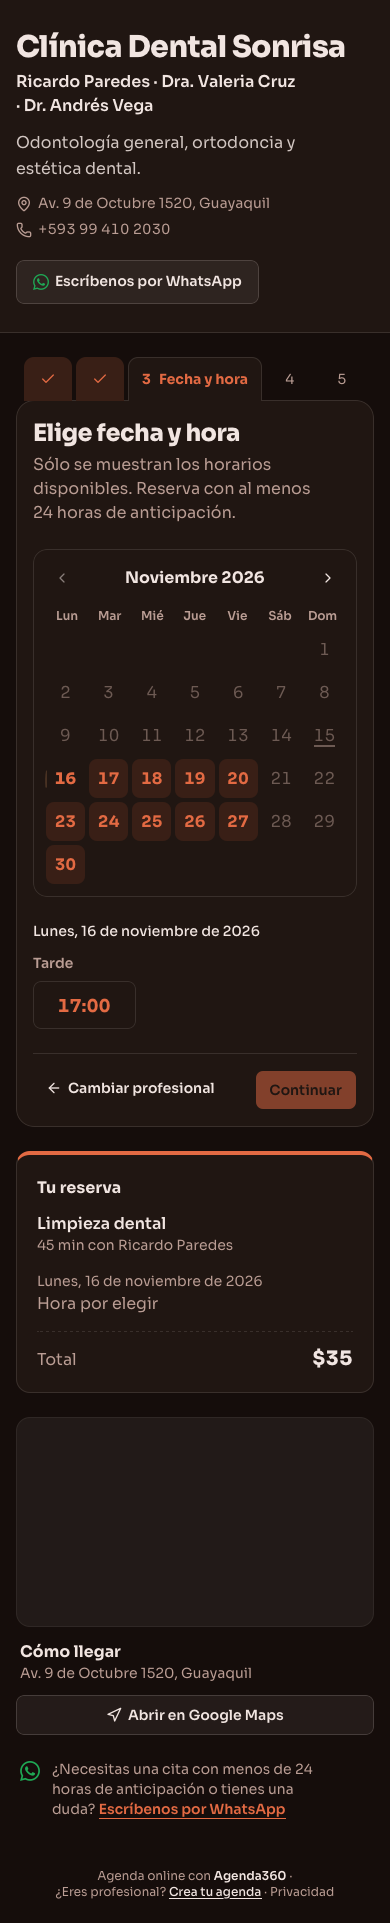 Clínica Dental Sonrisa
Ricardo Paredes · Dra. Valeria Cruz
· Dr. Andrés Vega
Odontología general, ortodoncia y
estética dental.
Av. 9 de Octubre 1520, Guayaquil
+593 99 410 2030
Escríbenos por WhatsApp
3 Fecha y hora 4 5
Elige fecha y hora
Sólo se muestran los horarios
disponibles. Reserva con al menos
24 horas de anticipación.
Noviembre 2026
Lun Mar Mié Jue Vie Sáb Dom
1
2 3 4 5 6 7 8
9 10 11 12 13 14 15
16 17 18 19 20 21 22
23 24 25 26 27 28 29
30
Lunes, 16 de noviembre de 2026
Tarde
17:00
Cambiar profesional
Continuar
Tu reserva
Limpieza dental
45 min con Ricardo Paredes
Lunes, 16 de noviembre de 2026
Hora por elegir
Total $35
Cómo llegar
Av. 9 de Octubre 1520, Guayaquil
Abrir en Google Maps
¿Necesitas una cita con menos de 24
horas de anticipación o tienes una
duda? Escríbenos por WhatsApp
Agenda online con Agenda360 ·
¿Eres profesional? Crea tu agenda · Privacidad